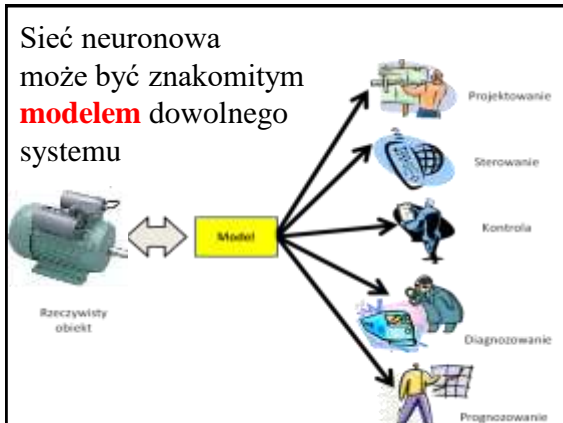 Sieć neuronowa
może być znakomitym
modelem dowolnego
systemu
Projektowanie
Sterowanie
Model
Kontrola
Rzeczywisty
obiekt
Diagnozowanie
Prognozowanie